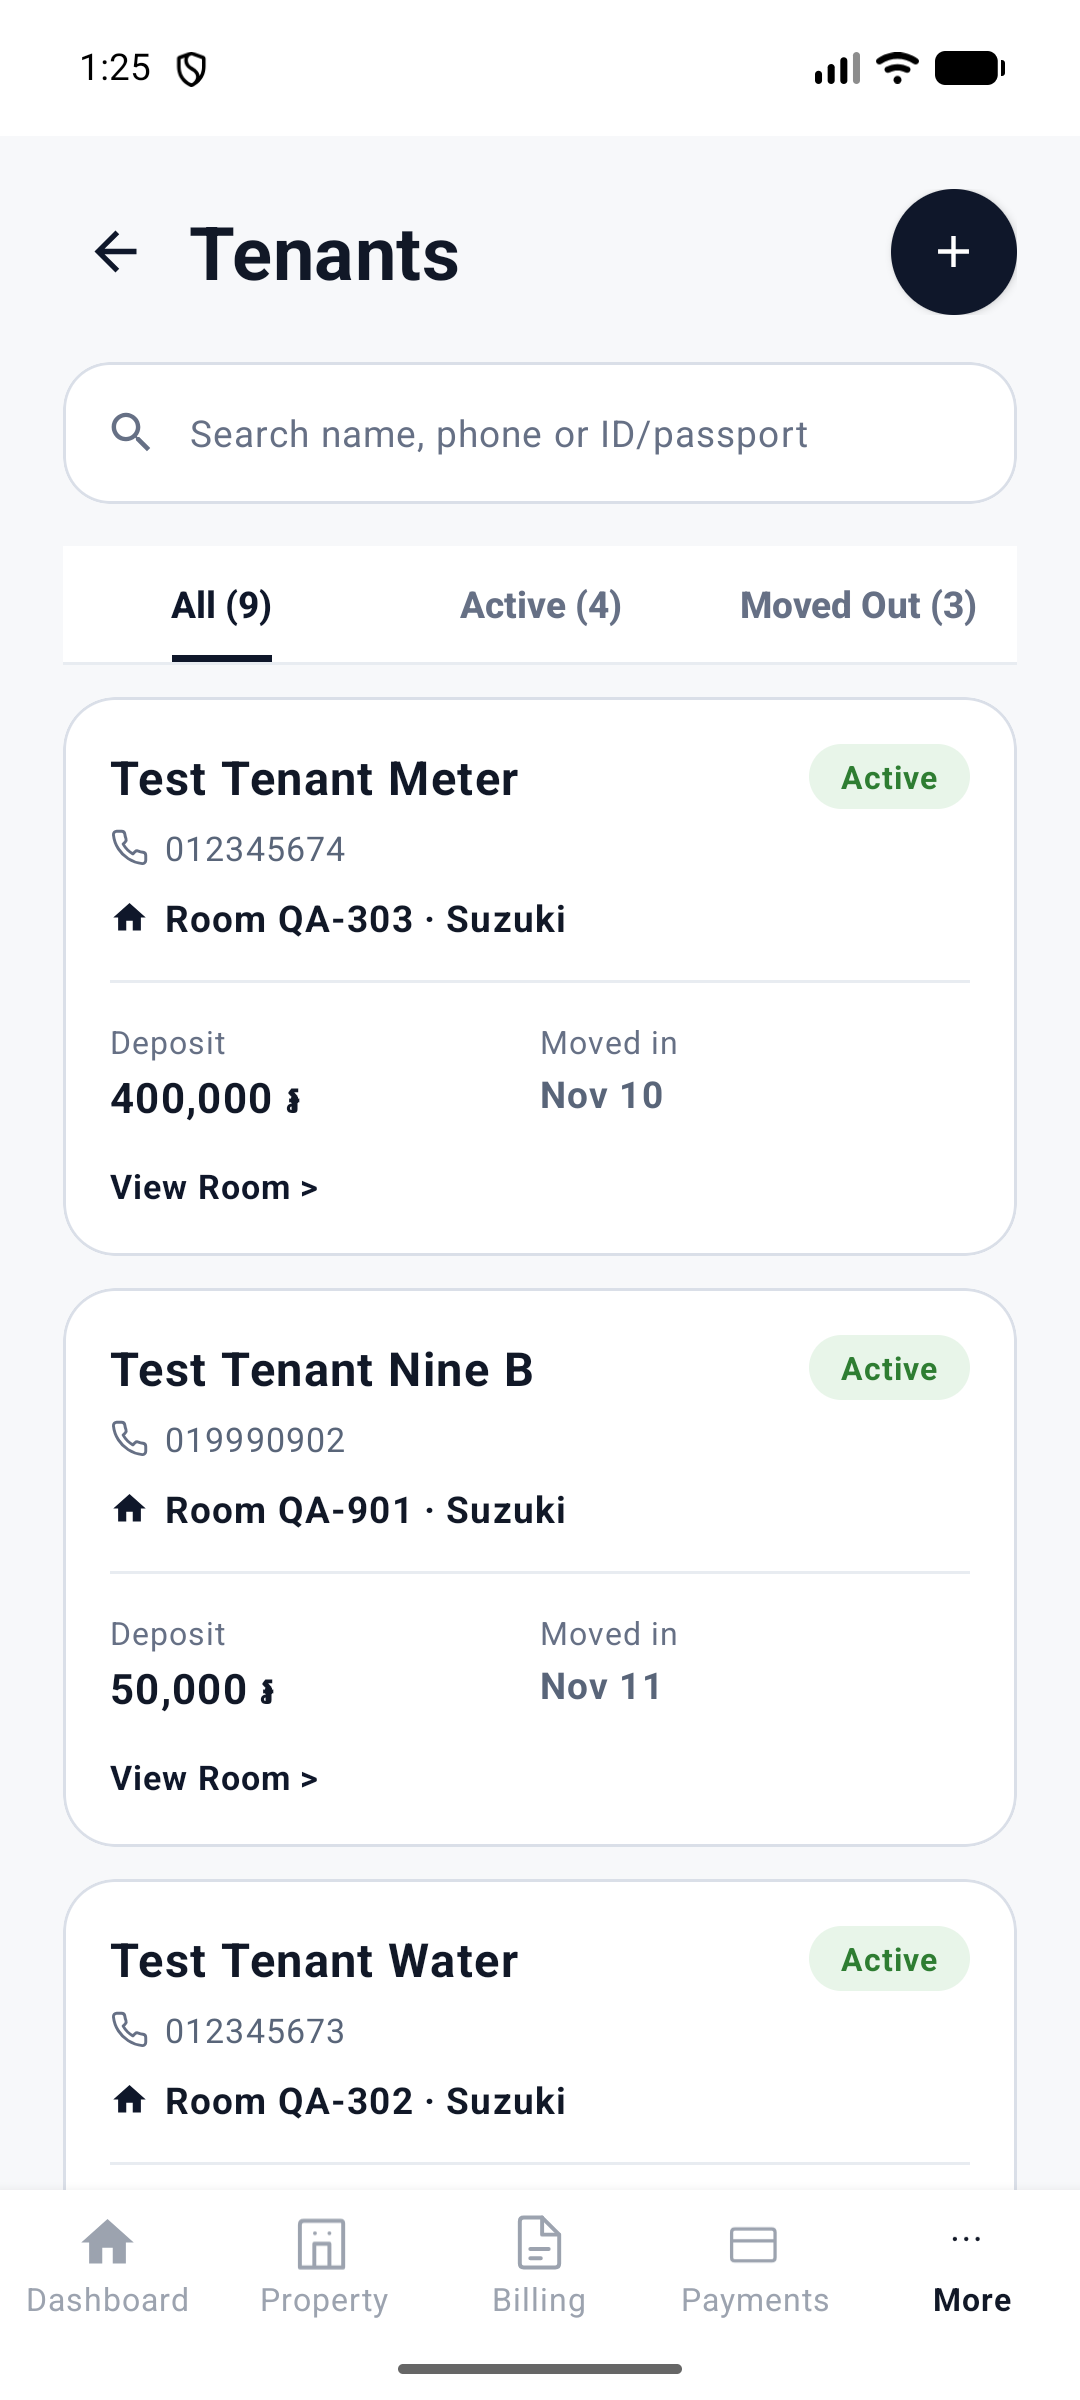 1:25
Tenants
Search name, phone or ID/passport
All (9)
Active (4)
Moved Out (3)
Test Tenant Meter
Active
012345674
Room QA-303 · Suzuki
Deposit
Moved in
400,000 ៛
Nov 10
View Room >
Test Tenant Nine B
Active
019990902
Room QA-901 · Suzuki
Deposit
Moved in
50,000 ៛
Nov 11
View Room >
Test Tenant Water
Active
012345673
Room QA-302 · Suzuki
Dashboard
Property
Billing
Payments
More